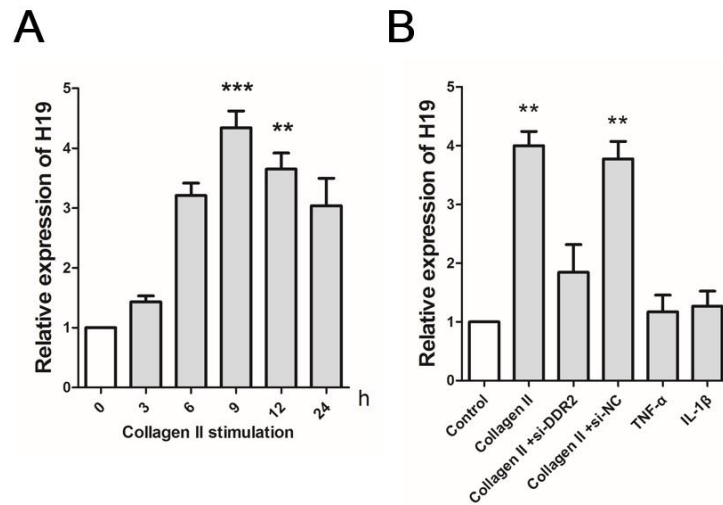 A
Relative expression of H19
5
4
3
2
1
0
***
**
0 3 6 9 12 24 h
Collagen II stimulation
B
Relative expression of H19
5
4
3
2
1
0
**
**
Control
Collagen II
Collagen II +si-DDR2
Collagen II +si-NC
TNF-α
IL-1β